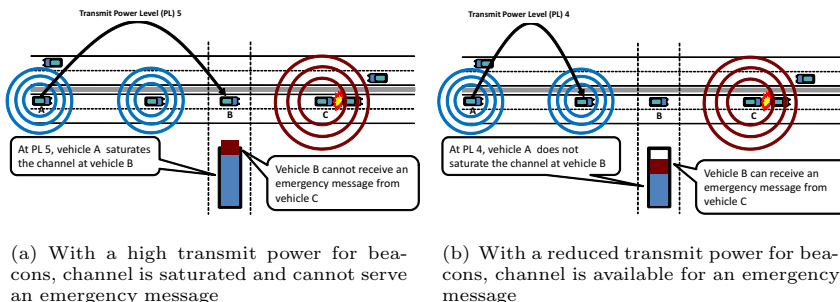 Transmit Power Level (PL) 5
A
B
C
At PL 5, vehicle A saturates
the channel at vehicle B
Vehicle B cannot receive an
emergency message from
vehicle C
(a) With a high transmit power for bea-
cons, channel is saturated and cannot serve
an emergency message
Transmit Power Level (PL) 4
A
B
C
At PL 4, vehicle A does not
saturate the channel at vehicle B
Vehicle B can receive an
emergency message from
vehicle C
(b) With a reduced transmit power for bea-
cons, channel is available for an emergency
message